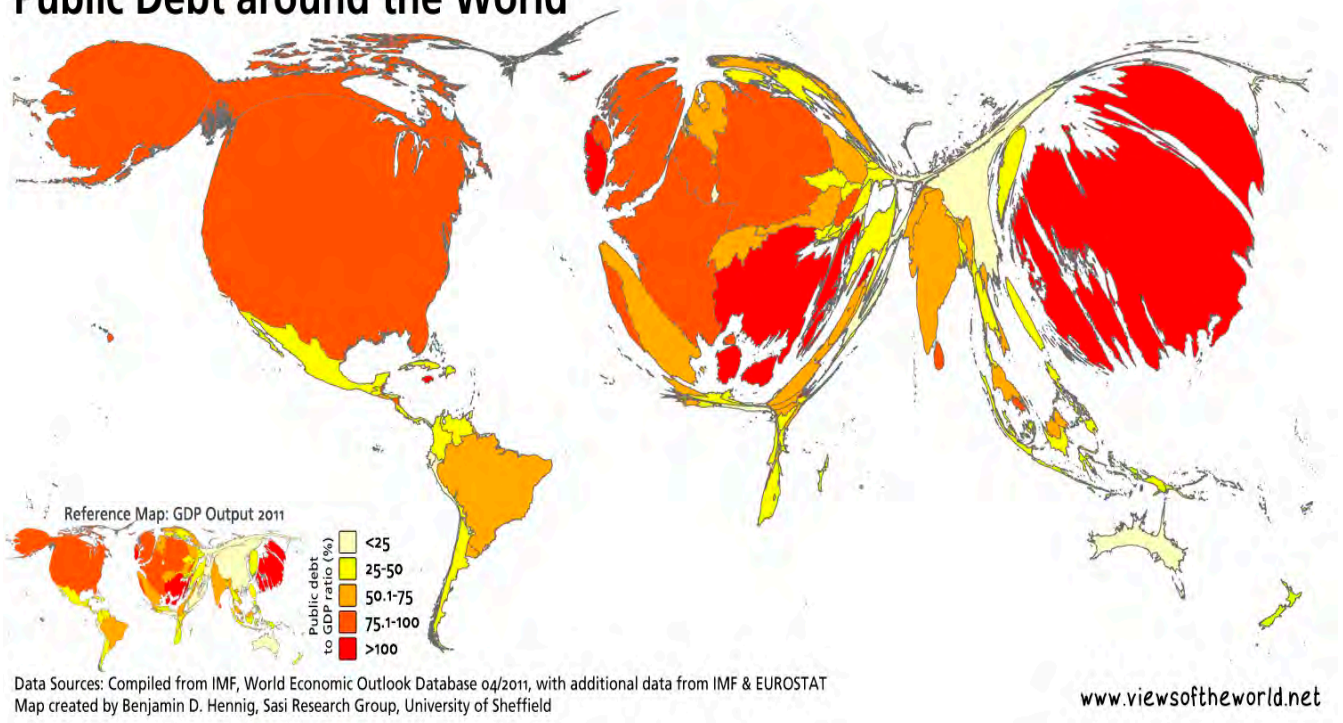 Public Debt around the World
Reference Map: GDP Output 2011
Public debt
to GDP ratio (%)
<25
25-50
50.1-75
75.1-100
>100
Data Sources: Compiled from IMF, World Economic Outlook Database 04/2011, with additional data from IMF & EUROSTAT
Map created by Benjamin D. Hennig, Sasi Research Group, University of Sheffield
www.viewsoftheworld.net